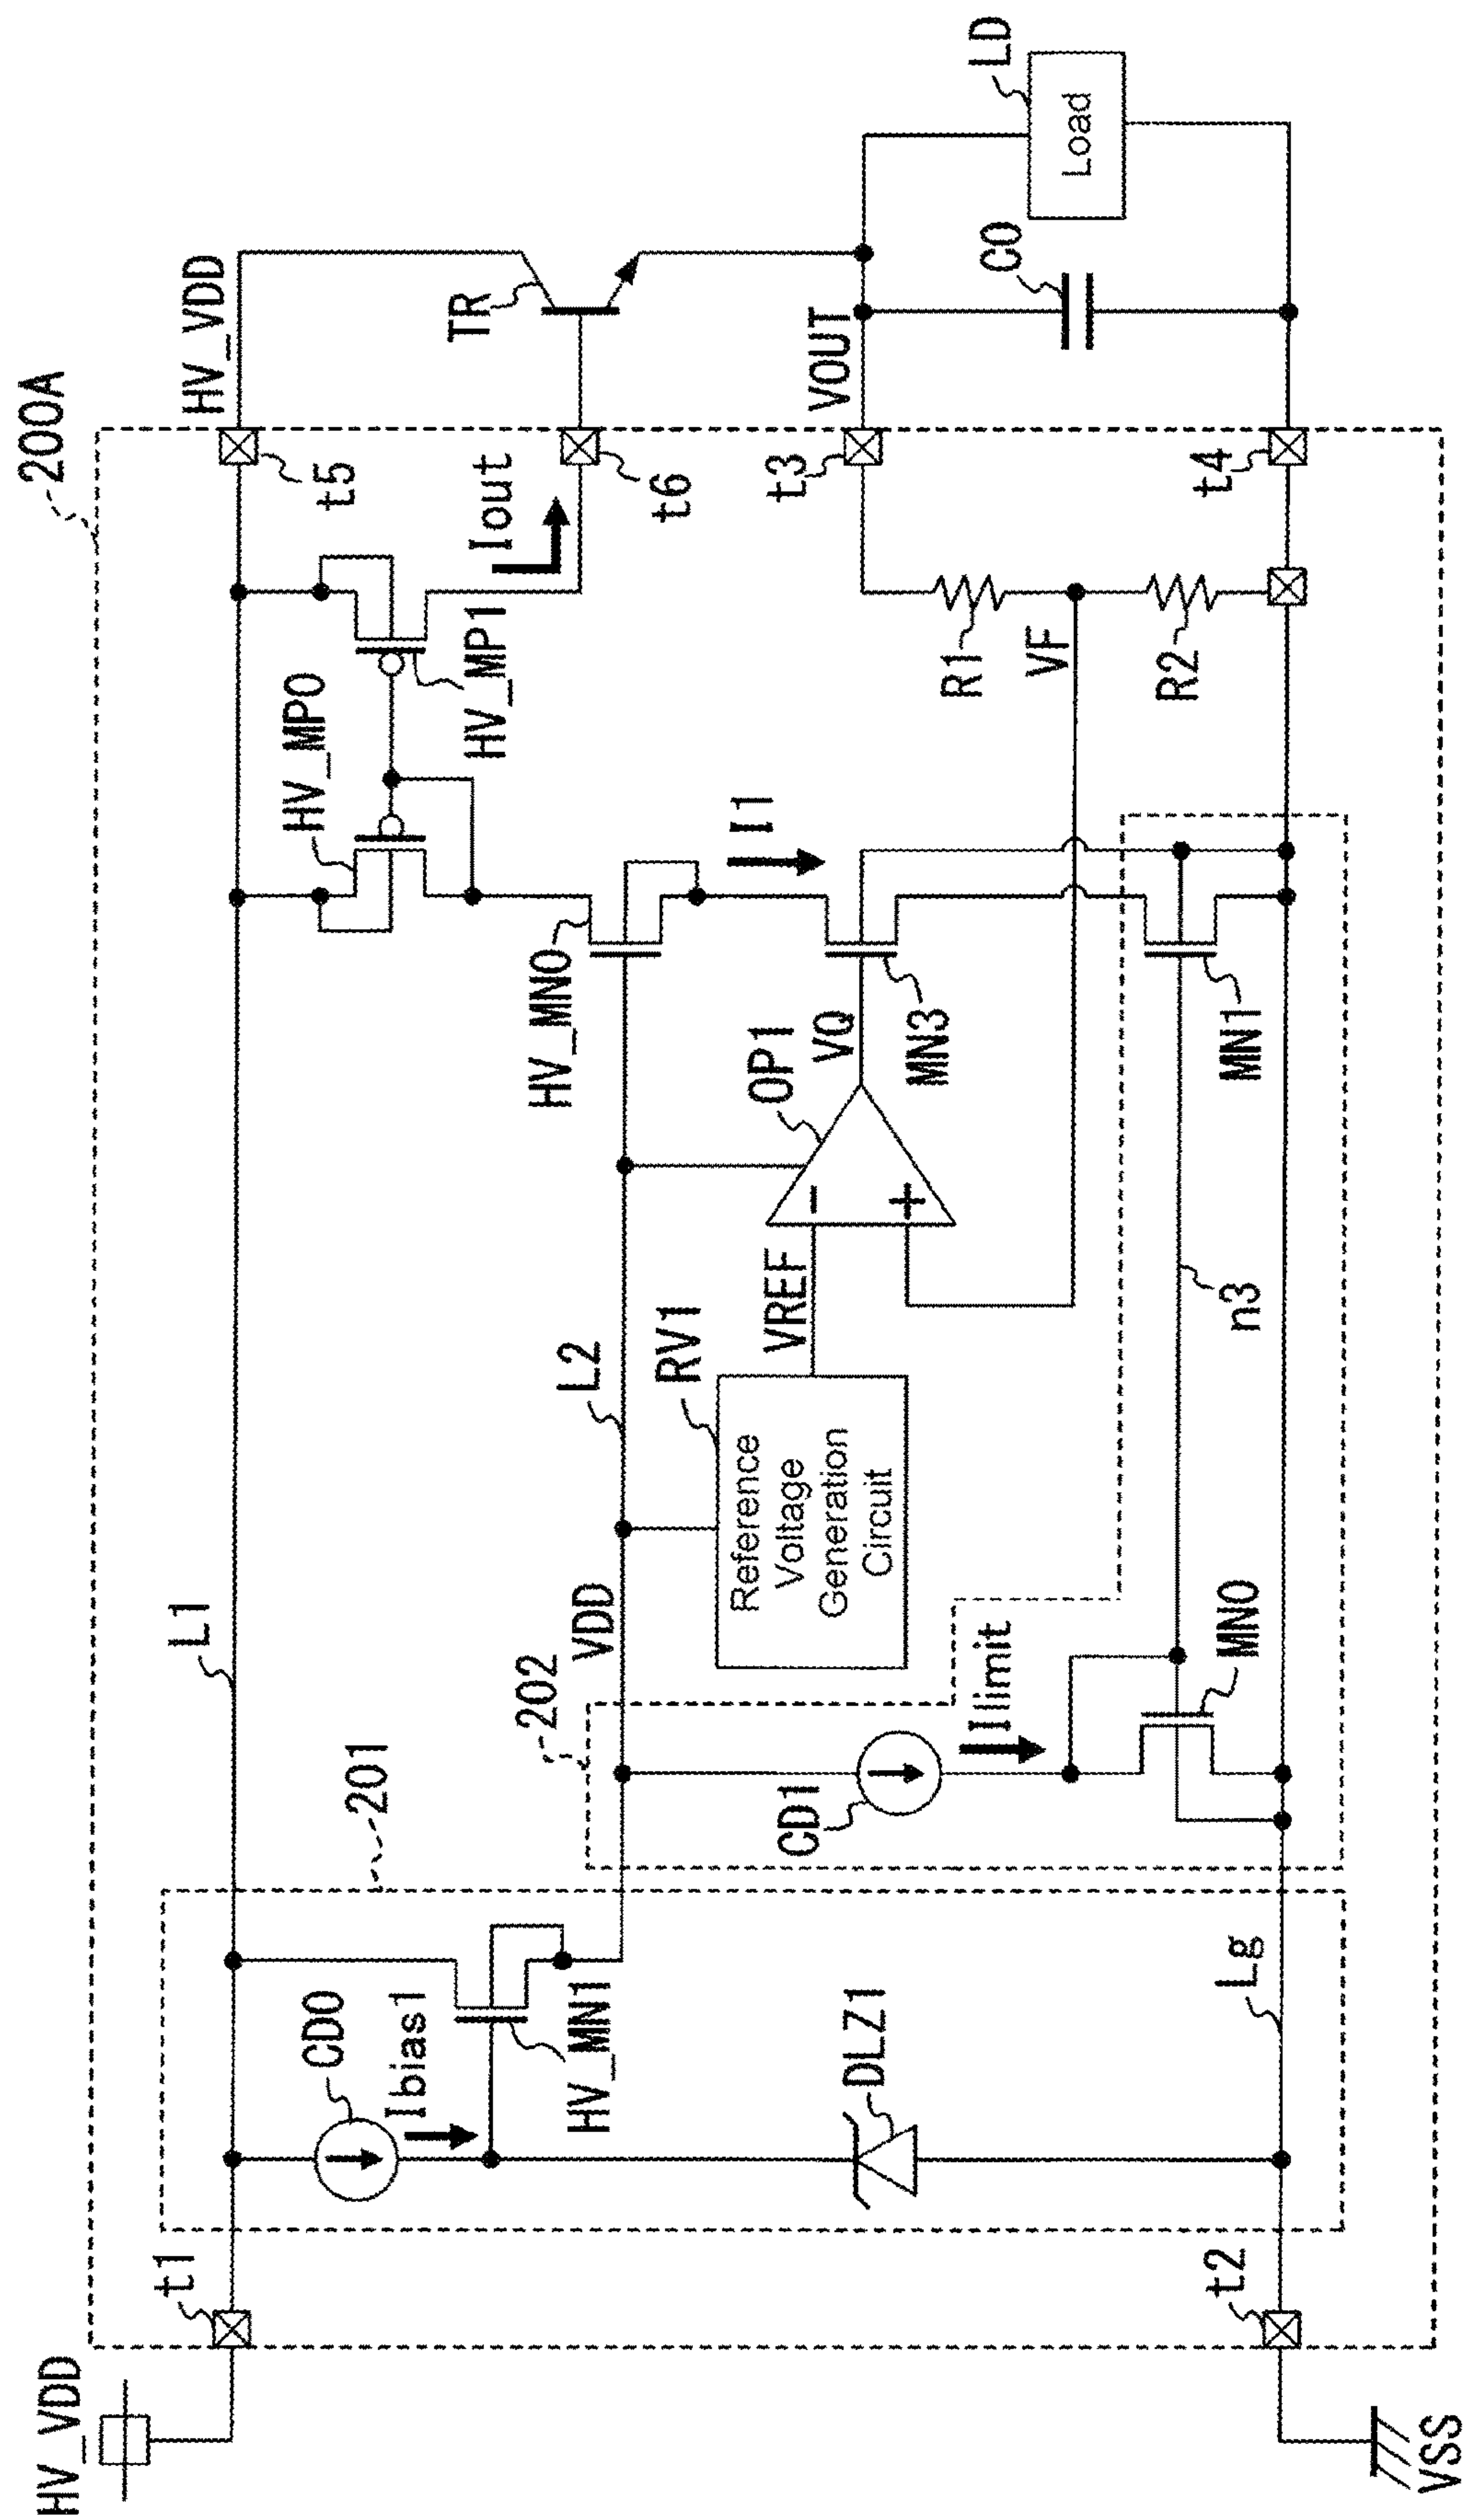 200A
HV_VDD
t1
L1
HV_VDD
t5
201
CD0
Ibias1
HV_MN1
DLZ1
Lg
t2
VSS
202
VDD
L2
CD1
Ilimit
MN0
n3
RV1
Reference
Voltage
Generation
Circuit
VREF
OP1
-
+
VQ
HV_MN0
MN3
MN1
I1
HV_MP0
HV_MP1
Iout
t6
TR
VOUT
t3
R1
VF
R2
t4
CO
LD
Load